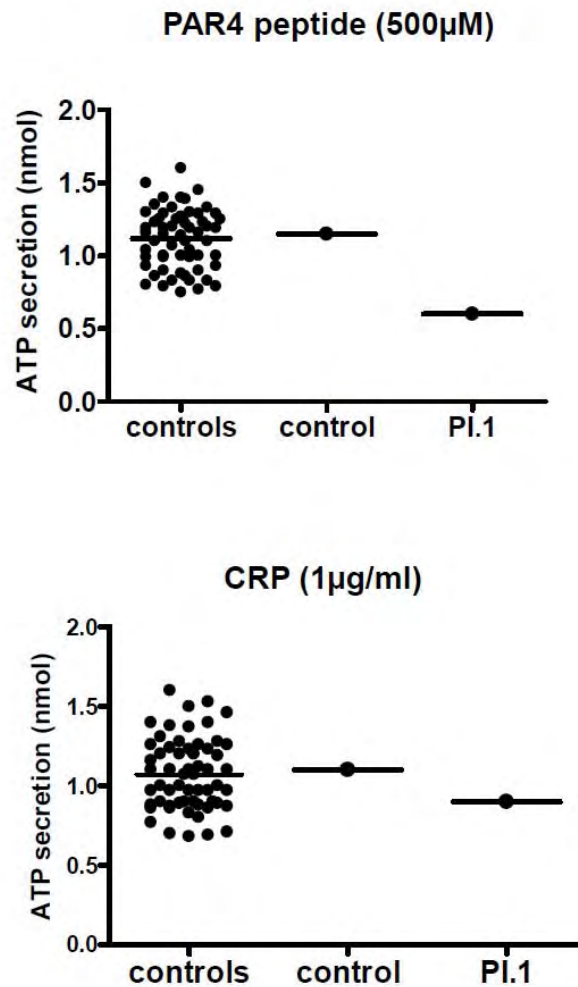 PAR4 peptide (500µM)
ATP secretion (nmol)
2.0
1.5
1.0
0.5
0.0
controls control PI.1
CRP (1µg/ml)
ATP secretion (nmol)
2.0
1.5
1.0
0.5
0.0
controls control PI.1